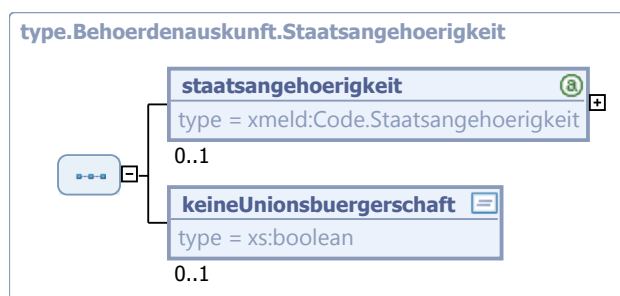 type.Behoerdenauskunft.Staatsangehoerigkeit
staatsangehoerigkeit
type = xmeld:Code.Staatsangehoerigkeit
0..1
keineUnionsbuergerschaft
type = xs:boolean
0..1